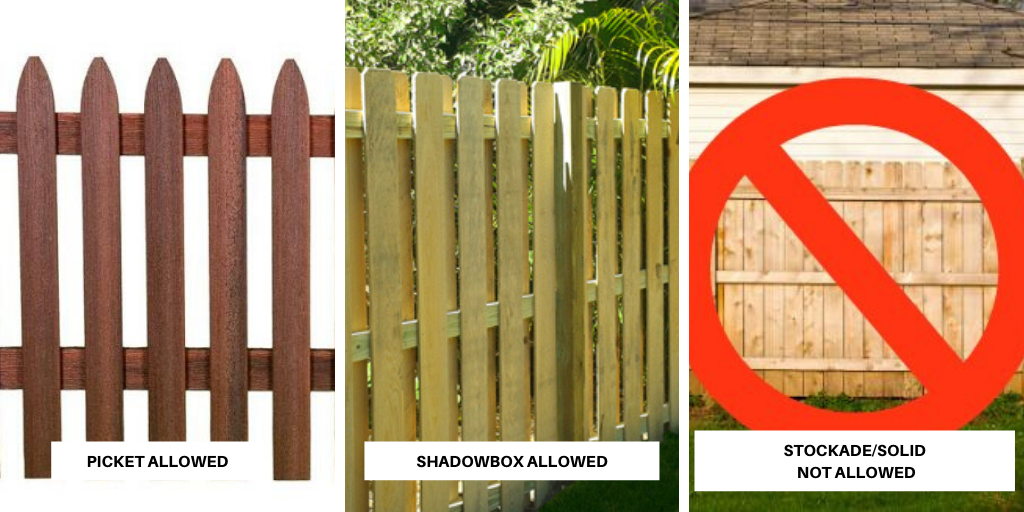 PICKET ALLOWED
SHADOWBOX ALLOWED
STOCKADE/SOLID
NOT ALLOWED